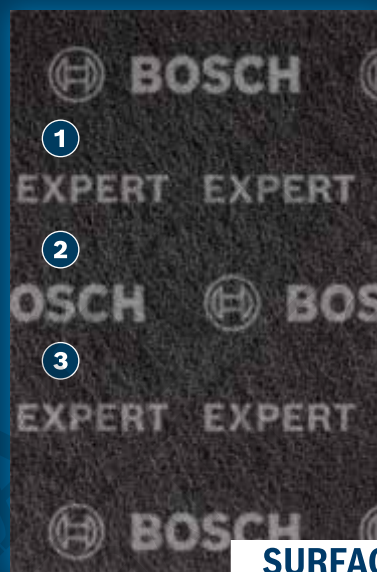 BOSCH
1
EXPERT EXPERT
2
OSCH BOS
3
EXPERT EXPERT
BOSCH
SURFAC